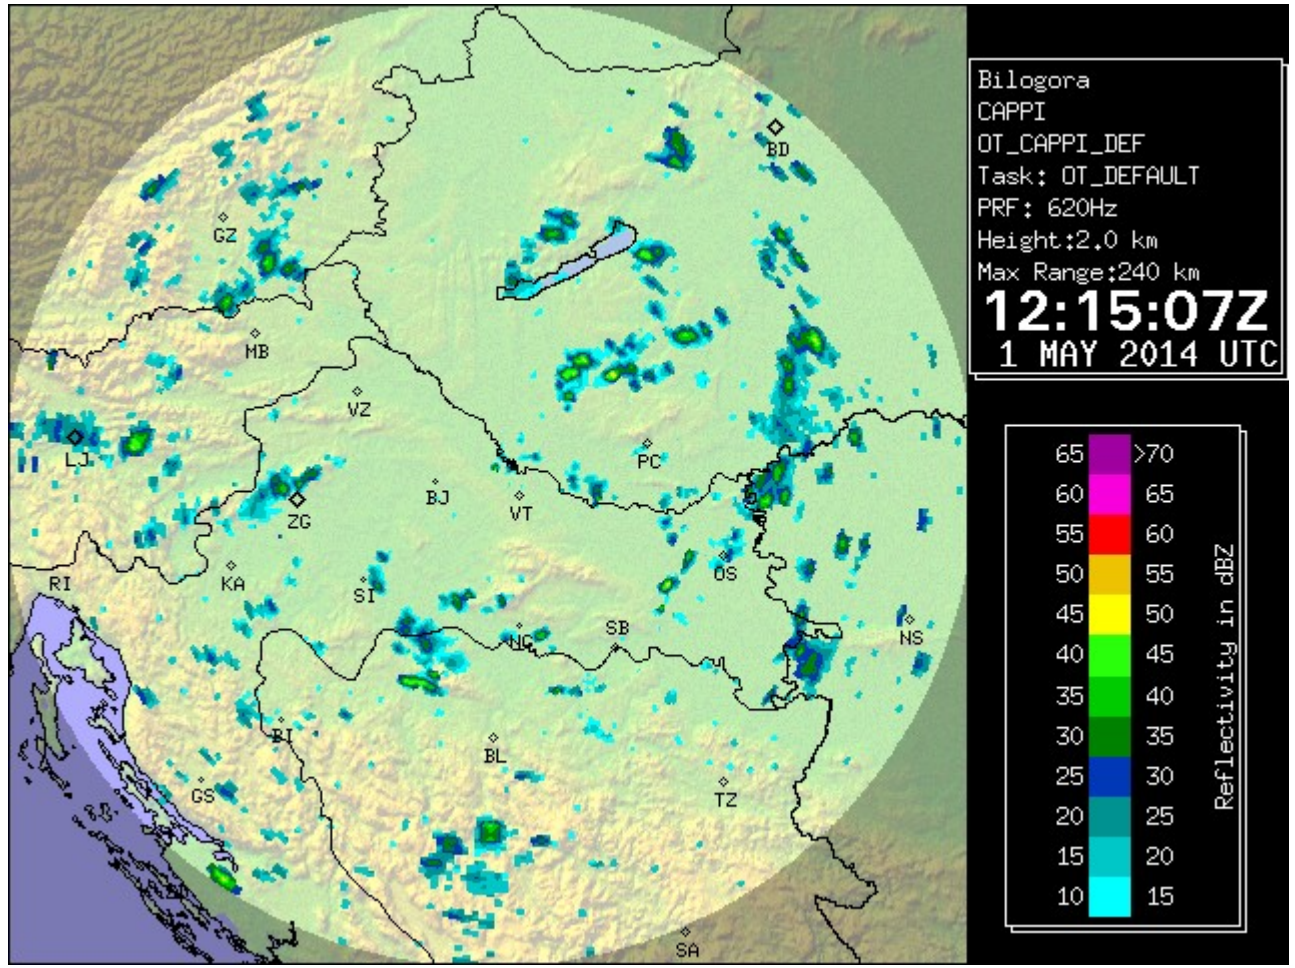 Bilogora
CAPPI
OT_CAPPI_DEF
Task: OT_DEFAULT
PRF: 620Hz
Height:2.0 km
Max Range:240 km
12:15:07Z
1 MAY 2014 UTC
65 >70
60 65
55 60
50 55
45 50
40 45
35 40
30 35
25 30
20 25
15 20
10 15
Reflectivity in dBZ
BD
GZ
MB
VZ
LJ
PC
BJ
VT
ZG
OS
KA
RI
SI
NG
SB
NS
BI
BL
GS
TZ
SA